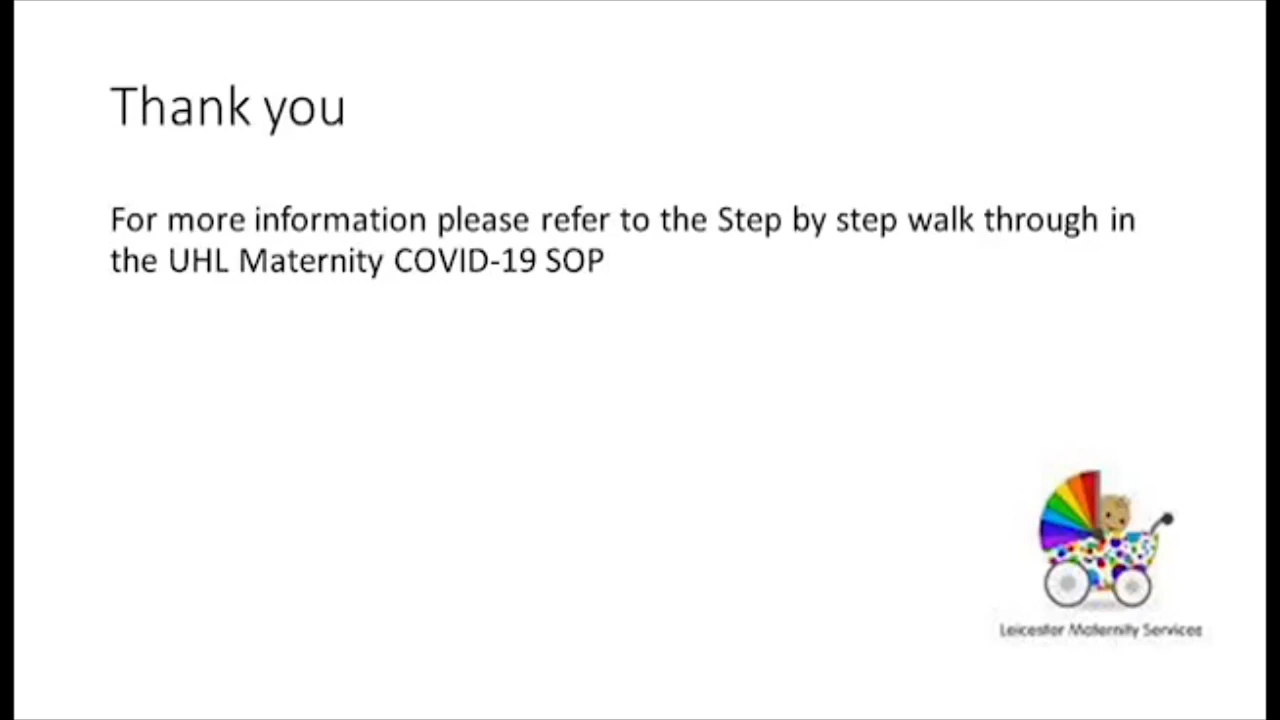 Thank you
For more information please refer to the Step by step walk through in
the UHL Maternity COVID-19 SOP
Leicester Maternity Services